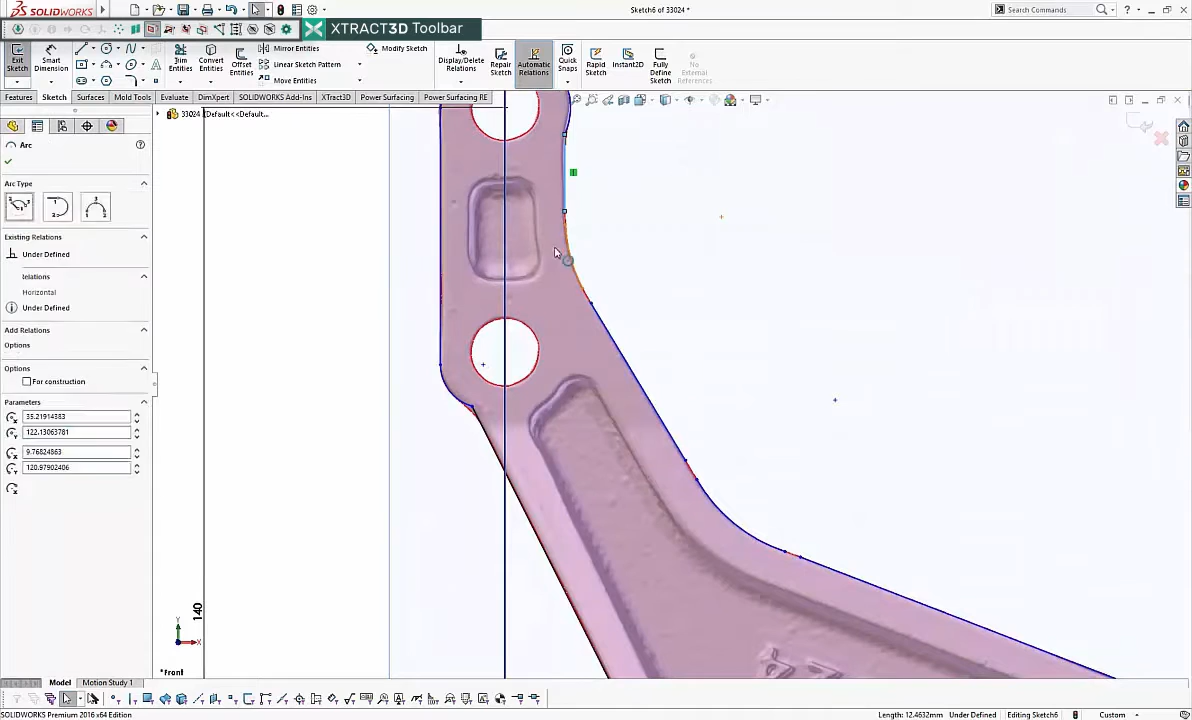 SOLIDWORKS
Sketch6 of 33024 *
Search Commands
?
XTRACT3D Toolbar
Exit Sketch
Smart Dimension
Trim Entities
Convert Entities
Offset Entities
Mirror Entities
Linear Sketch Pattern
Move Entities
Modify Sketch
Display/Delete Relations
Repair Sketch
Automatic Relations
Quick Snaps
Rapid Sketch
Instant2D
Fully Define Sketch
No External References
Features
Sketch
Surfaces
Mold Tools
Evaluate
DimXpert
SOLIDWORKS Add-Ins
XTract3D
Power Surfacing
Power Surfacing RE
33024 (Default<<Default...
Arc
Arc Type
Existing Relations
Under Defined
Relations
Horizontal
Under Defined
Add Relations
Options
Options
For construction
Parameters
35.21914383
122.13063781
9.76824863
120.97902406
140
Y
X
*front
Model
Motion Study 1
SOLIDWORKS Premium 2016 x64 Edition
Length: 12.4632mm
Under Defined
Editing Sketch6
Custom